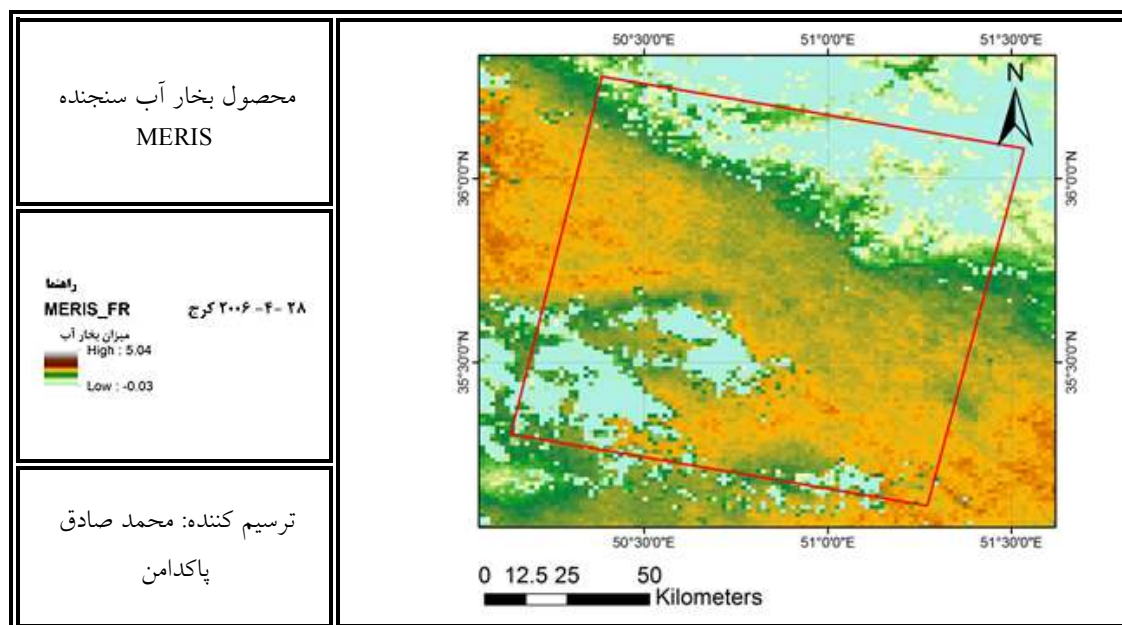 محصول بخار آب سنجنده
MERIS
راهنما
MERIS_FR
۲۸ -۴- ۲۰۰۶ کرج
میزان بخار آب
High : 5.04
Low : -0.03
ترسیم کننده: محمد صادق
پاکدامن
50°30'0"E 51°0'0"E 51°30'0"E
N
36°0'0"N 36°0'0"N
35°30'0"N 35°30'0"N
50°30'0"E 51°0'0"E 51°30'0"E
0 12.5 25 50
Kilometers